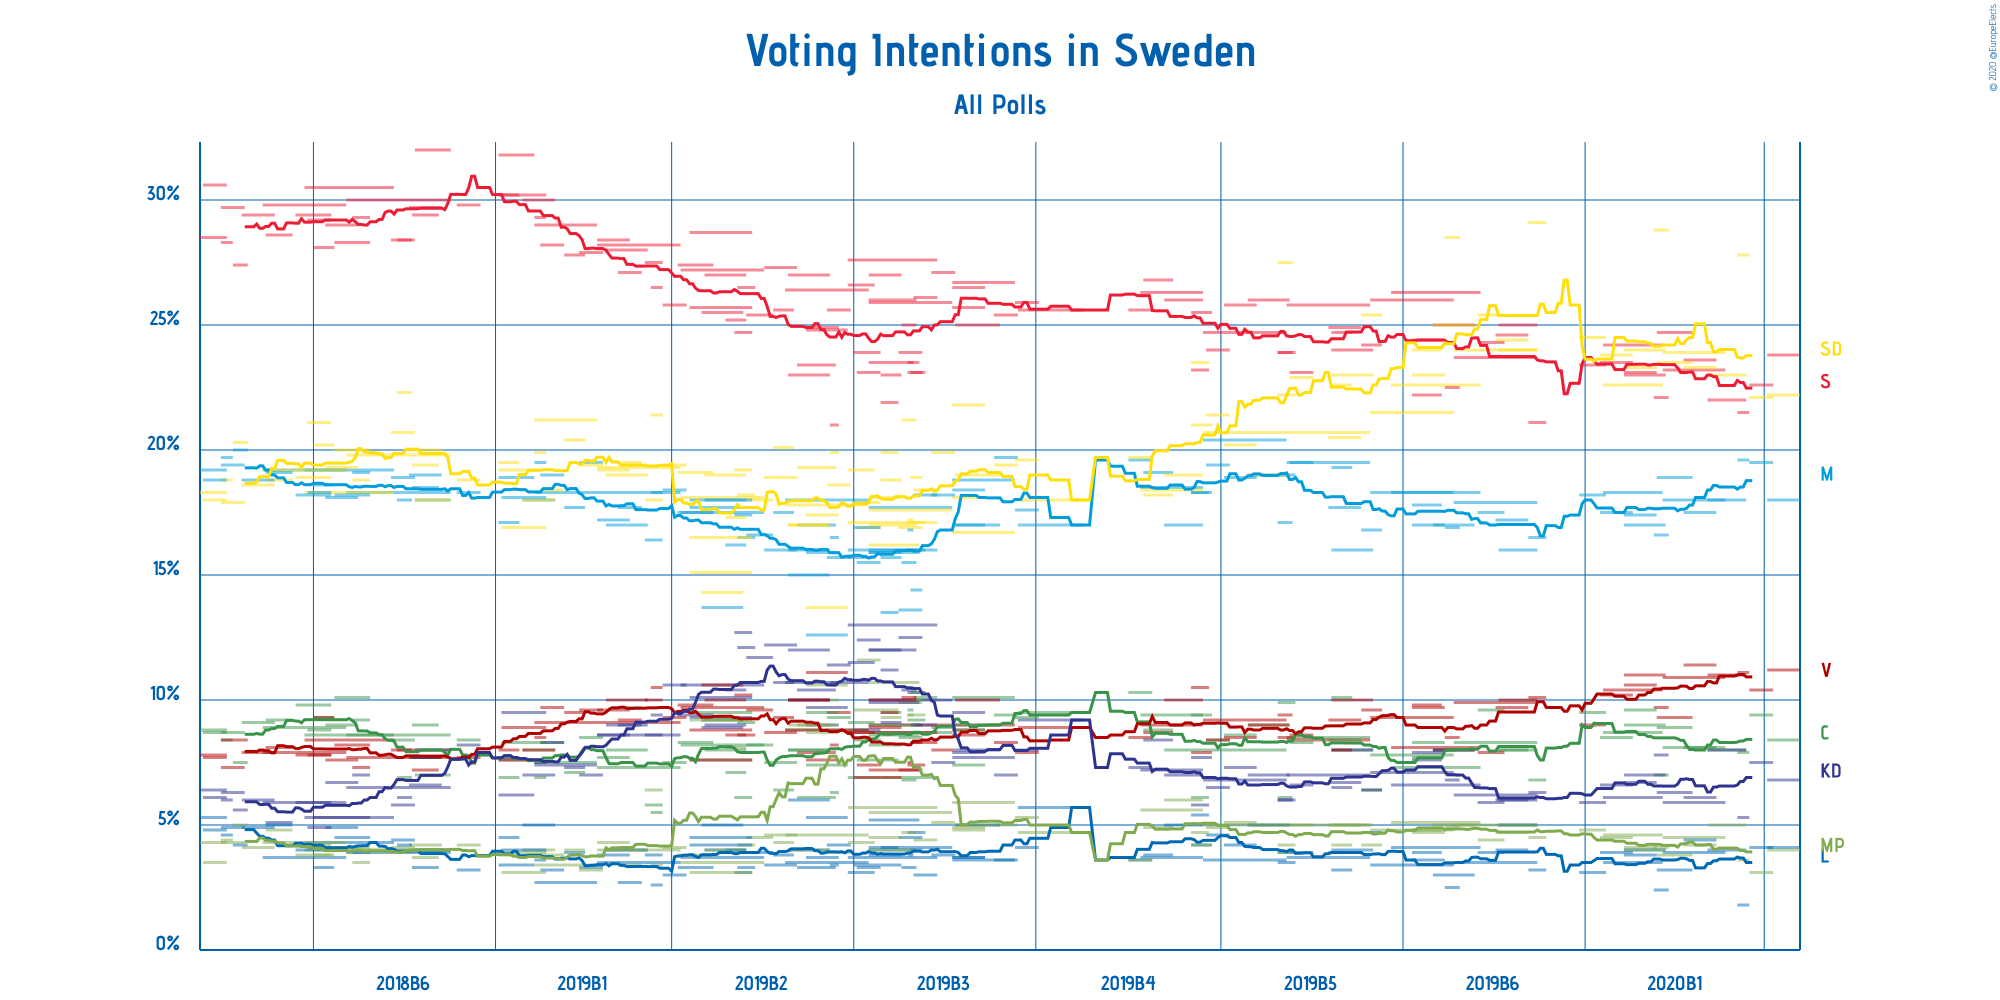 Voting Intentions in Sweden
All Polls
© 2020 @EuropeElects
30%
25%
20%
15%
10%
5%
0%
SD
S
M
V
C
KD
MP
L
2018B6
2019B1
2019B2
2019B3
2019B4
2019B5
2019B6
2020B1